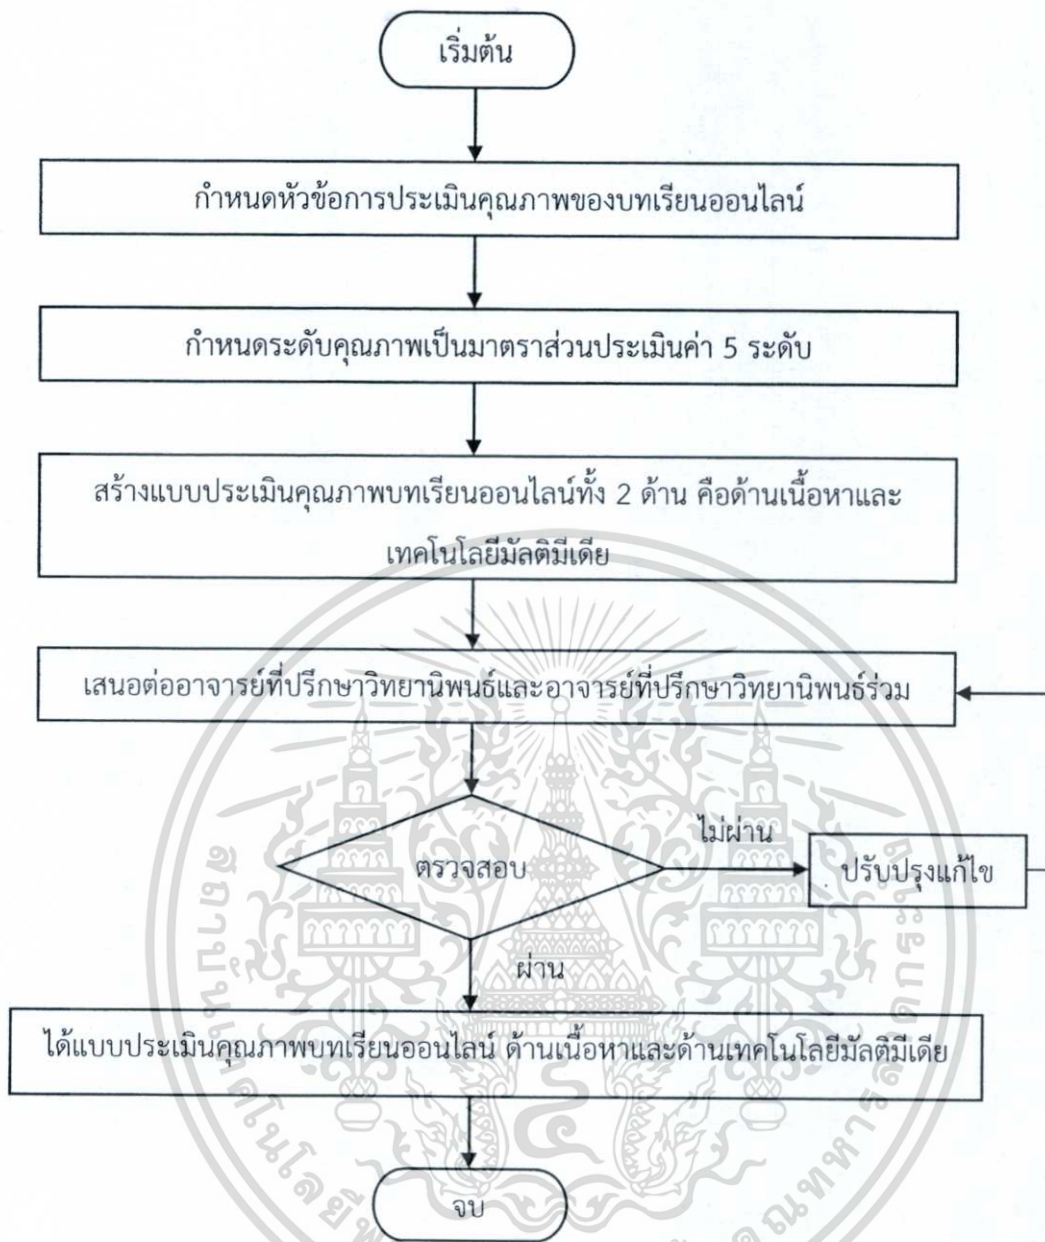 เริ่มต้น
กำหนดหัวข้อการประเมินคุณภาพของบทเรียนออนไลน์
กำหนดระดับคุณภาพเป็นมาตราส่วนประเมินค่า 5 ระดับ
สร้างแบบประเมินคุณภาพบทเรียนออนไลน์ทั้ง 2 ด้าน คือด้านเนื้อหาและ
เทคโนโลยีมัลติมีเดีย
เสนอต่ออาจารย์ที่ปรึกษาวิทยานิพนธ์และอาจารย์ที่ปรึกษาวิทยานิพนธ์ร่วม
ตรวจสอบ
ไม่ผ่าน
ปรับปรุงแก้ไข
ผ่าน
ได้แบบประเมินคุณภาพบทเรียนออนไลน์ ด้านเนื้อหาและด้านเทคโนโลยีมัลติมีเดีย
จบ